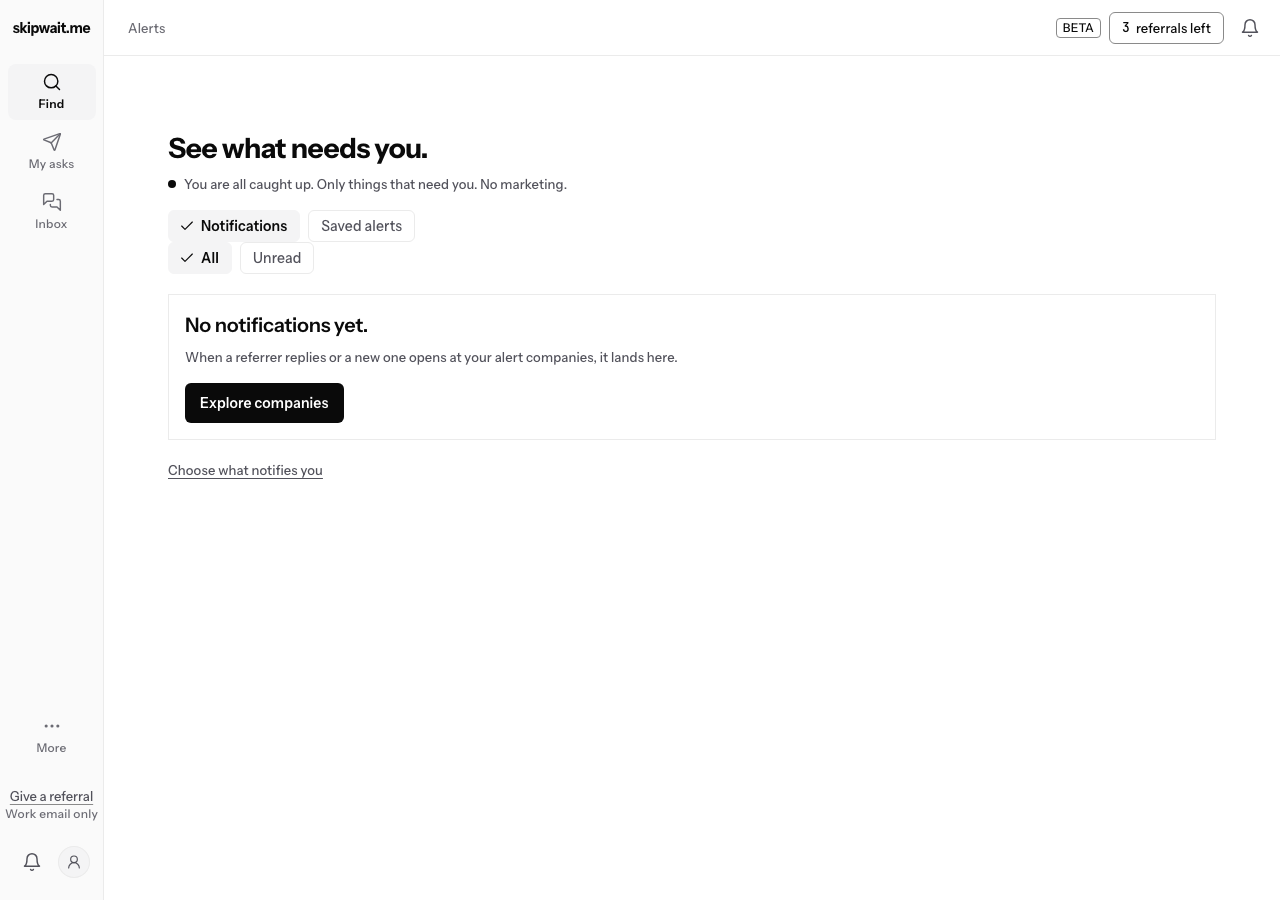 skipwait.me
Find
My asks
Inbox
More
Give a referral
Work email only
Alerts
BETA
3 referrals left
See what needs you.
You are all caught up. Only things that need you. No marketing.
Notifications
Saved alerts
All
Unread
No notifications yet.
When a referrer replies or a new one opens at your alert companies, it lands here.
Explore companies
Choose what notifies you